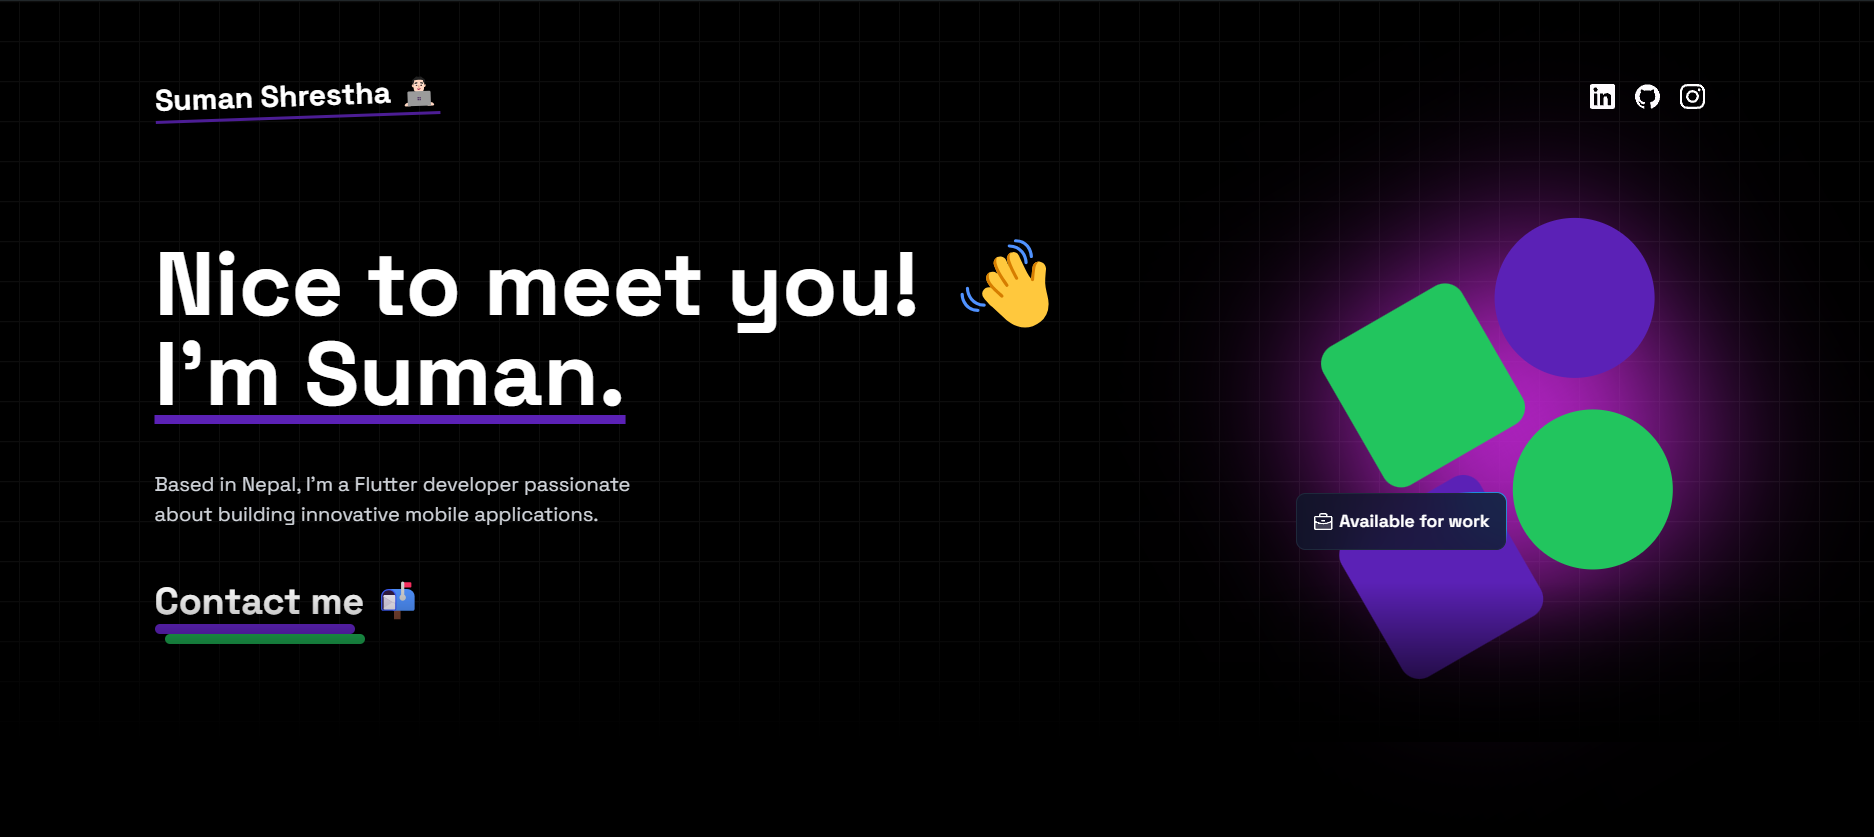 Suman Shrestha
Nice to meet you!
I’m Suman.
Based in Nepal, I’m a Flutter developer passionate
about building innovative mobile applications.
Available for work
Contact me